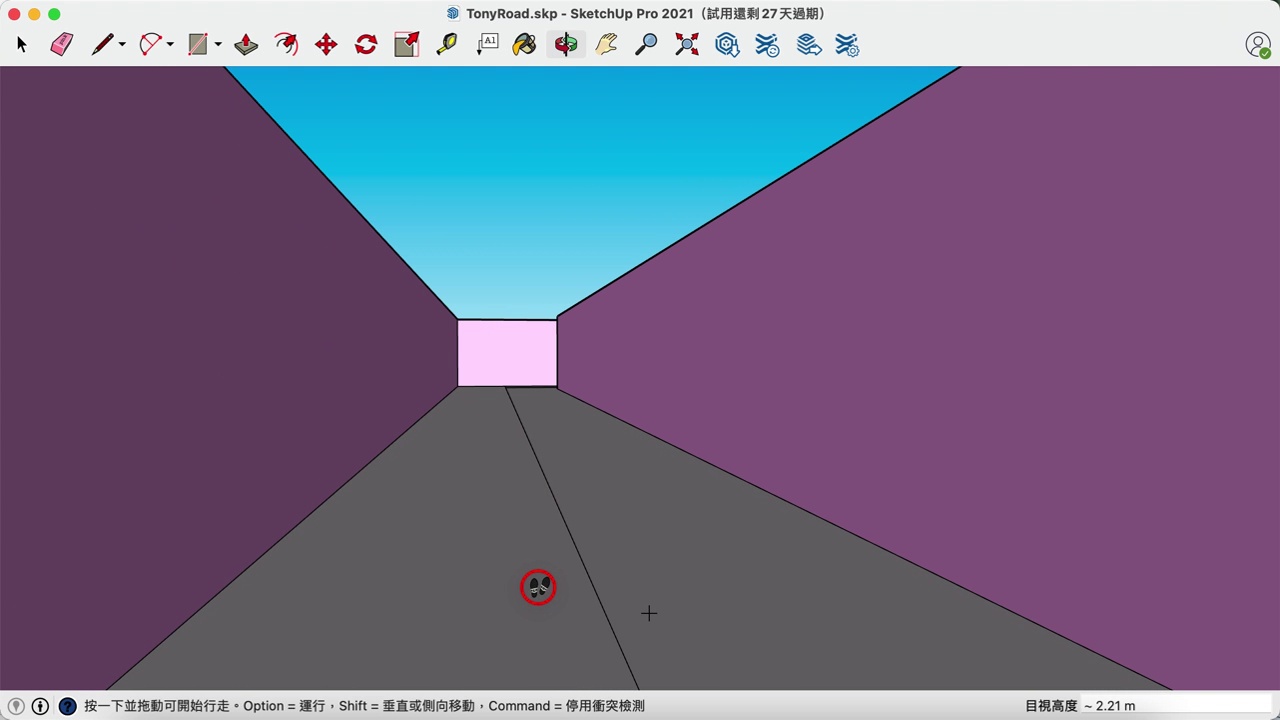 TonyRoad.skp - SketchUp Pro 2021（試用還剩 27 天過期）
A1
按一下並拖動可開始行走。Option = 運行，Shift = 垂直或側向移動，Command = 停用衝突檢測
目視高度 ~ 2.21 m